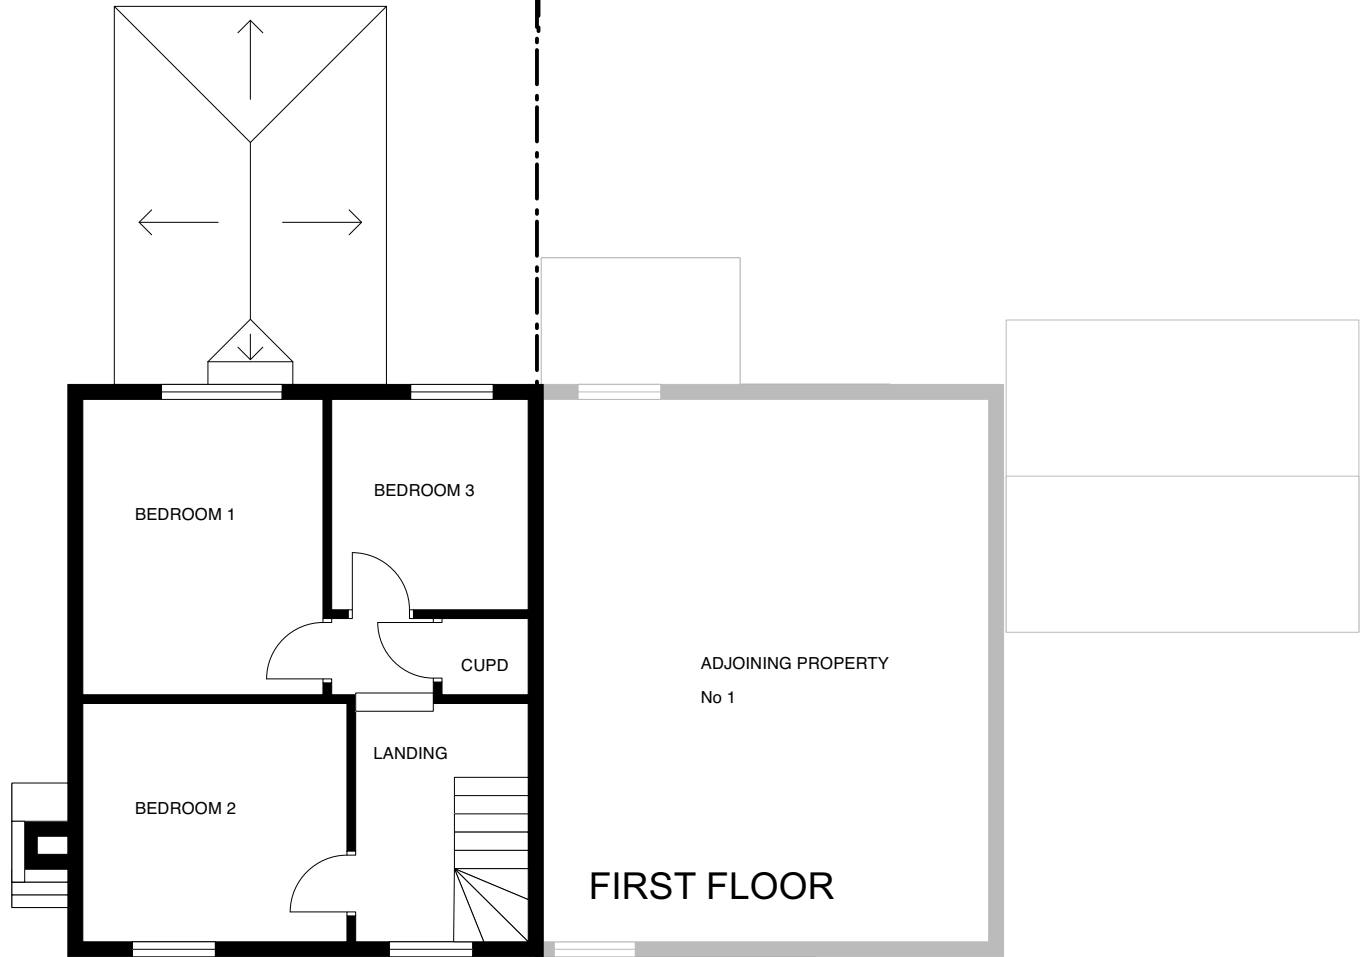 BEDROOM 3
BEDROOM 1
CUPD
ADJOINING PROPERTY
No 1
LANDING
BEDROOM 2
FIRST FLOOR